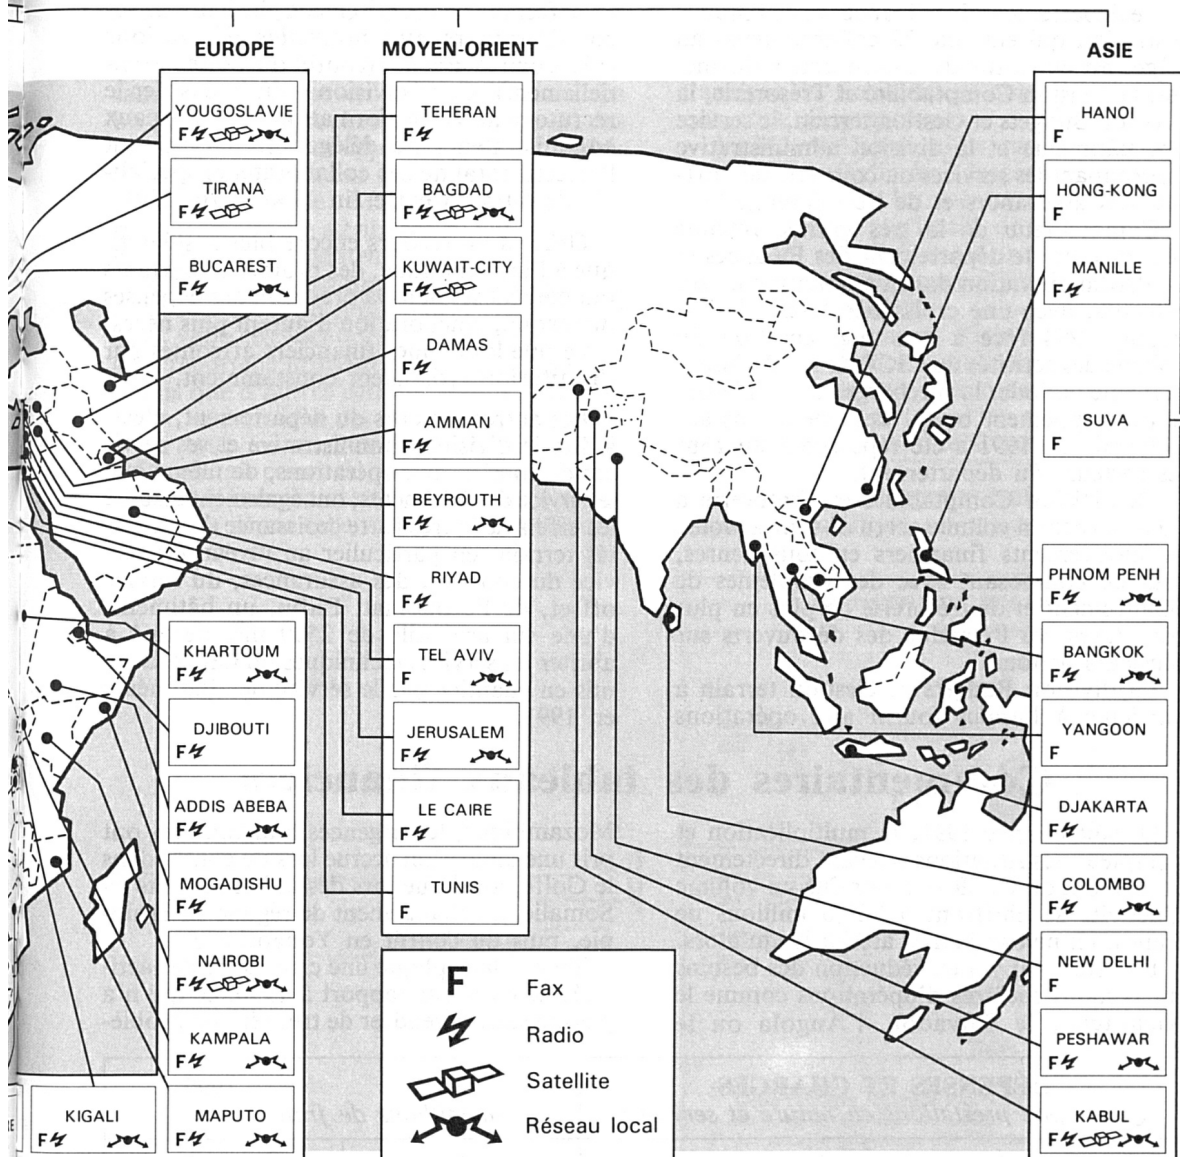 EUROPE
YOUGOSLAVIE
F
TIRANA
F
BUCAREST
F
MOYEN-ORIENT
TEHERAN
F
BAGDAD
F
KUWAIT-CITY
F
DAMAS
F
AMMAN
F
BEYROUTH
F
RIYAD
F
TEL AVIV
F
JERUSALEM
F
LE CAIRE
F
TUNIS
F
ASIE
HANOI
F
HONG-KONG
F
MANILLE
F
SUVA
F
PHNOM PENH
F
BANGKOK
F
YANGOON
F
DJAKARTA
F
COLOMBO
F
NEW DELHI
F
PESHAWAR
F
KABUL
F
KHARTOUM
F
DJIBOUTI
F
ADDIS ABEBA
F
MOGADISHU
F
NAIROBI
F
KAMPALA
F
KIGALI
F
MAPUTO
F
F Fax
Radio
Satellite
Réseau local